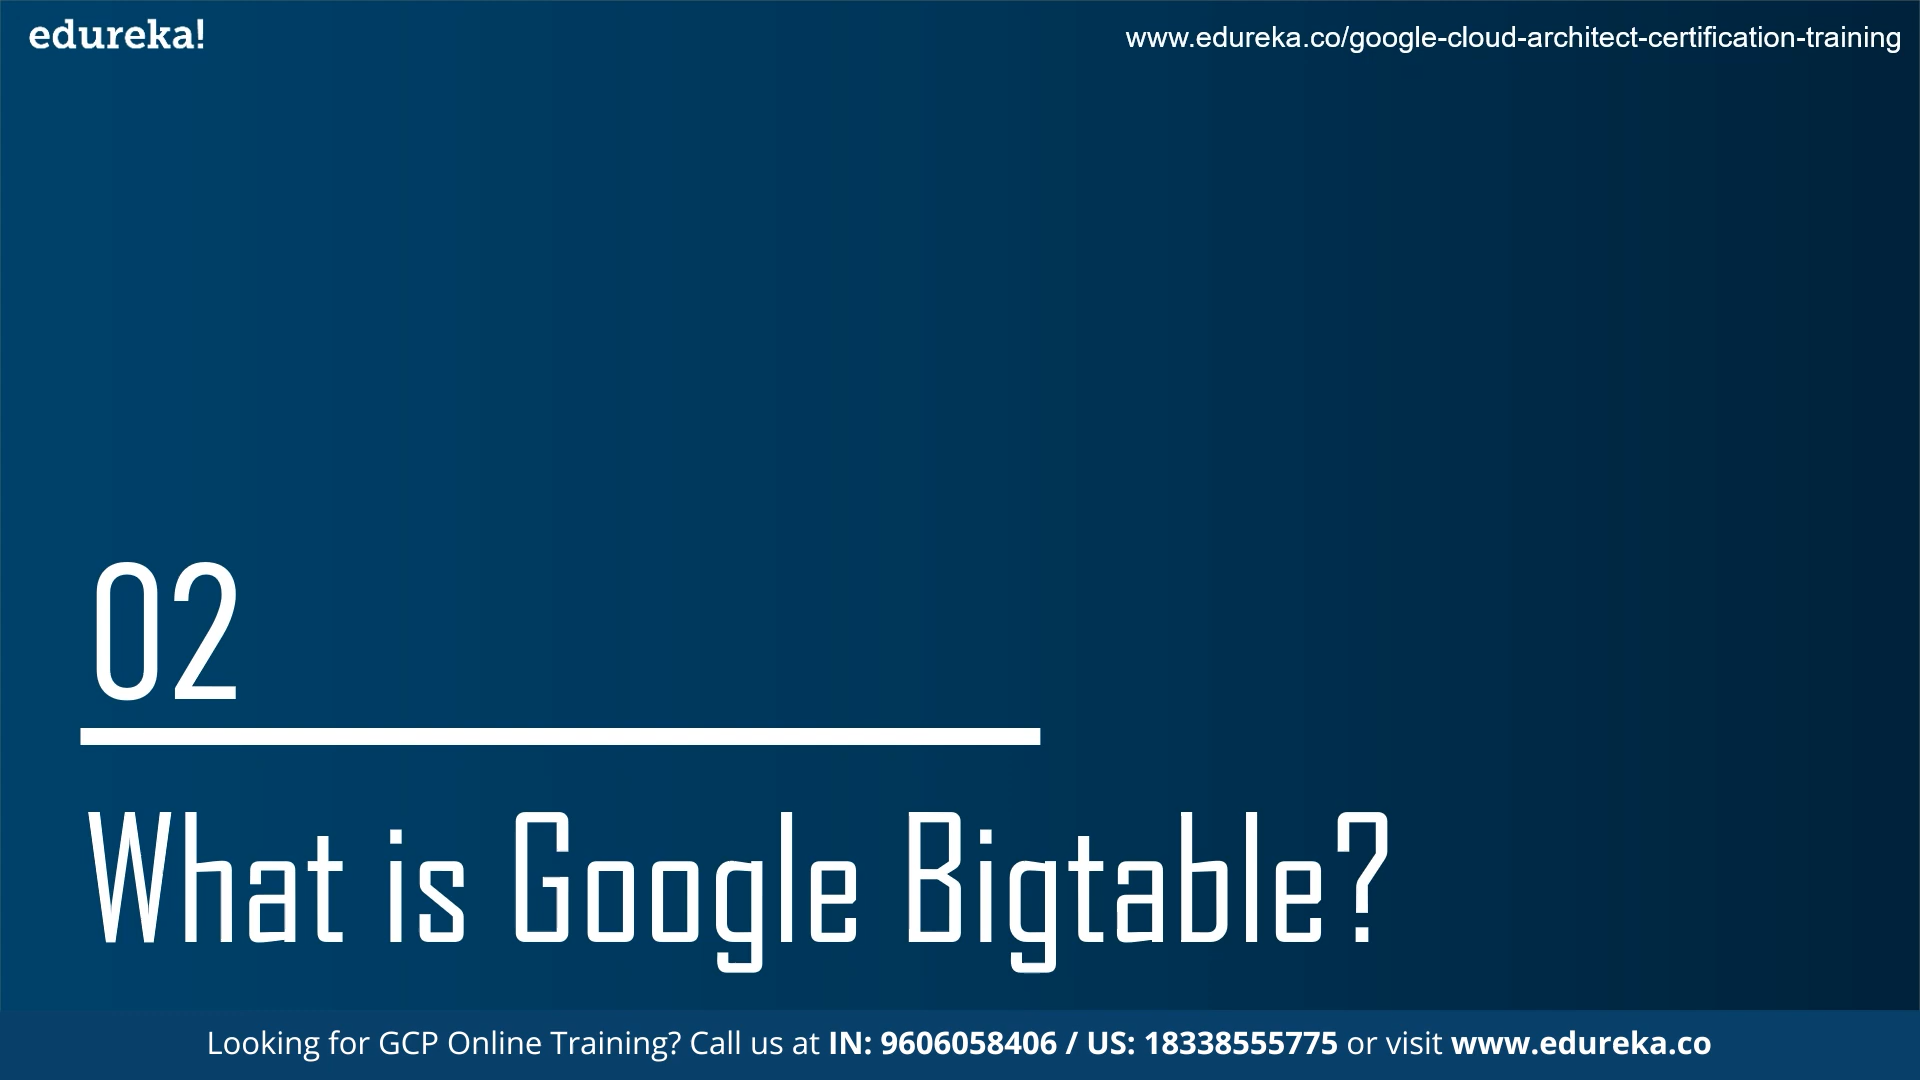 edureka!
www.edureka.co/google-cloud-architect-certification-training
02
What is Google Bigtable?
Looking for GCP Online Training? Call us at IN: 9606058406 / US: 18338555775 or visit www.edureka.co